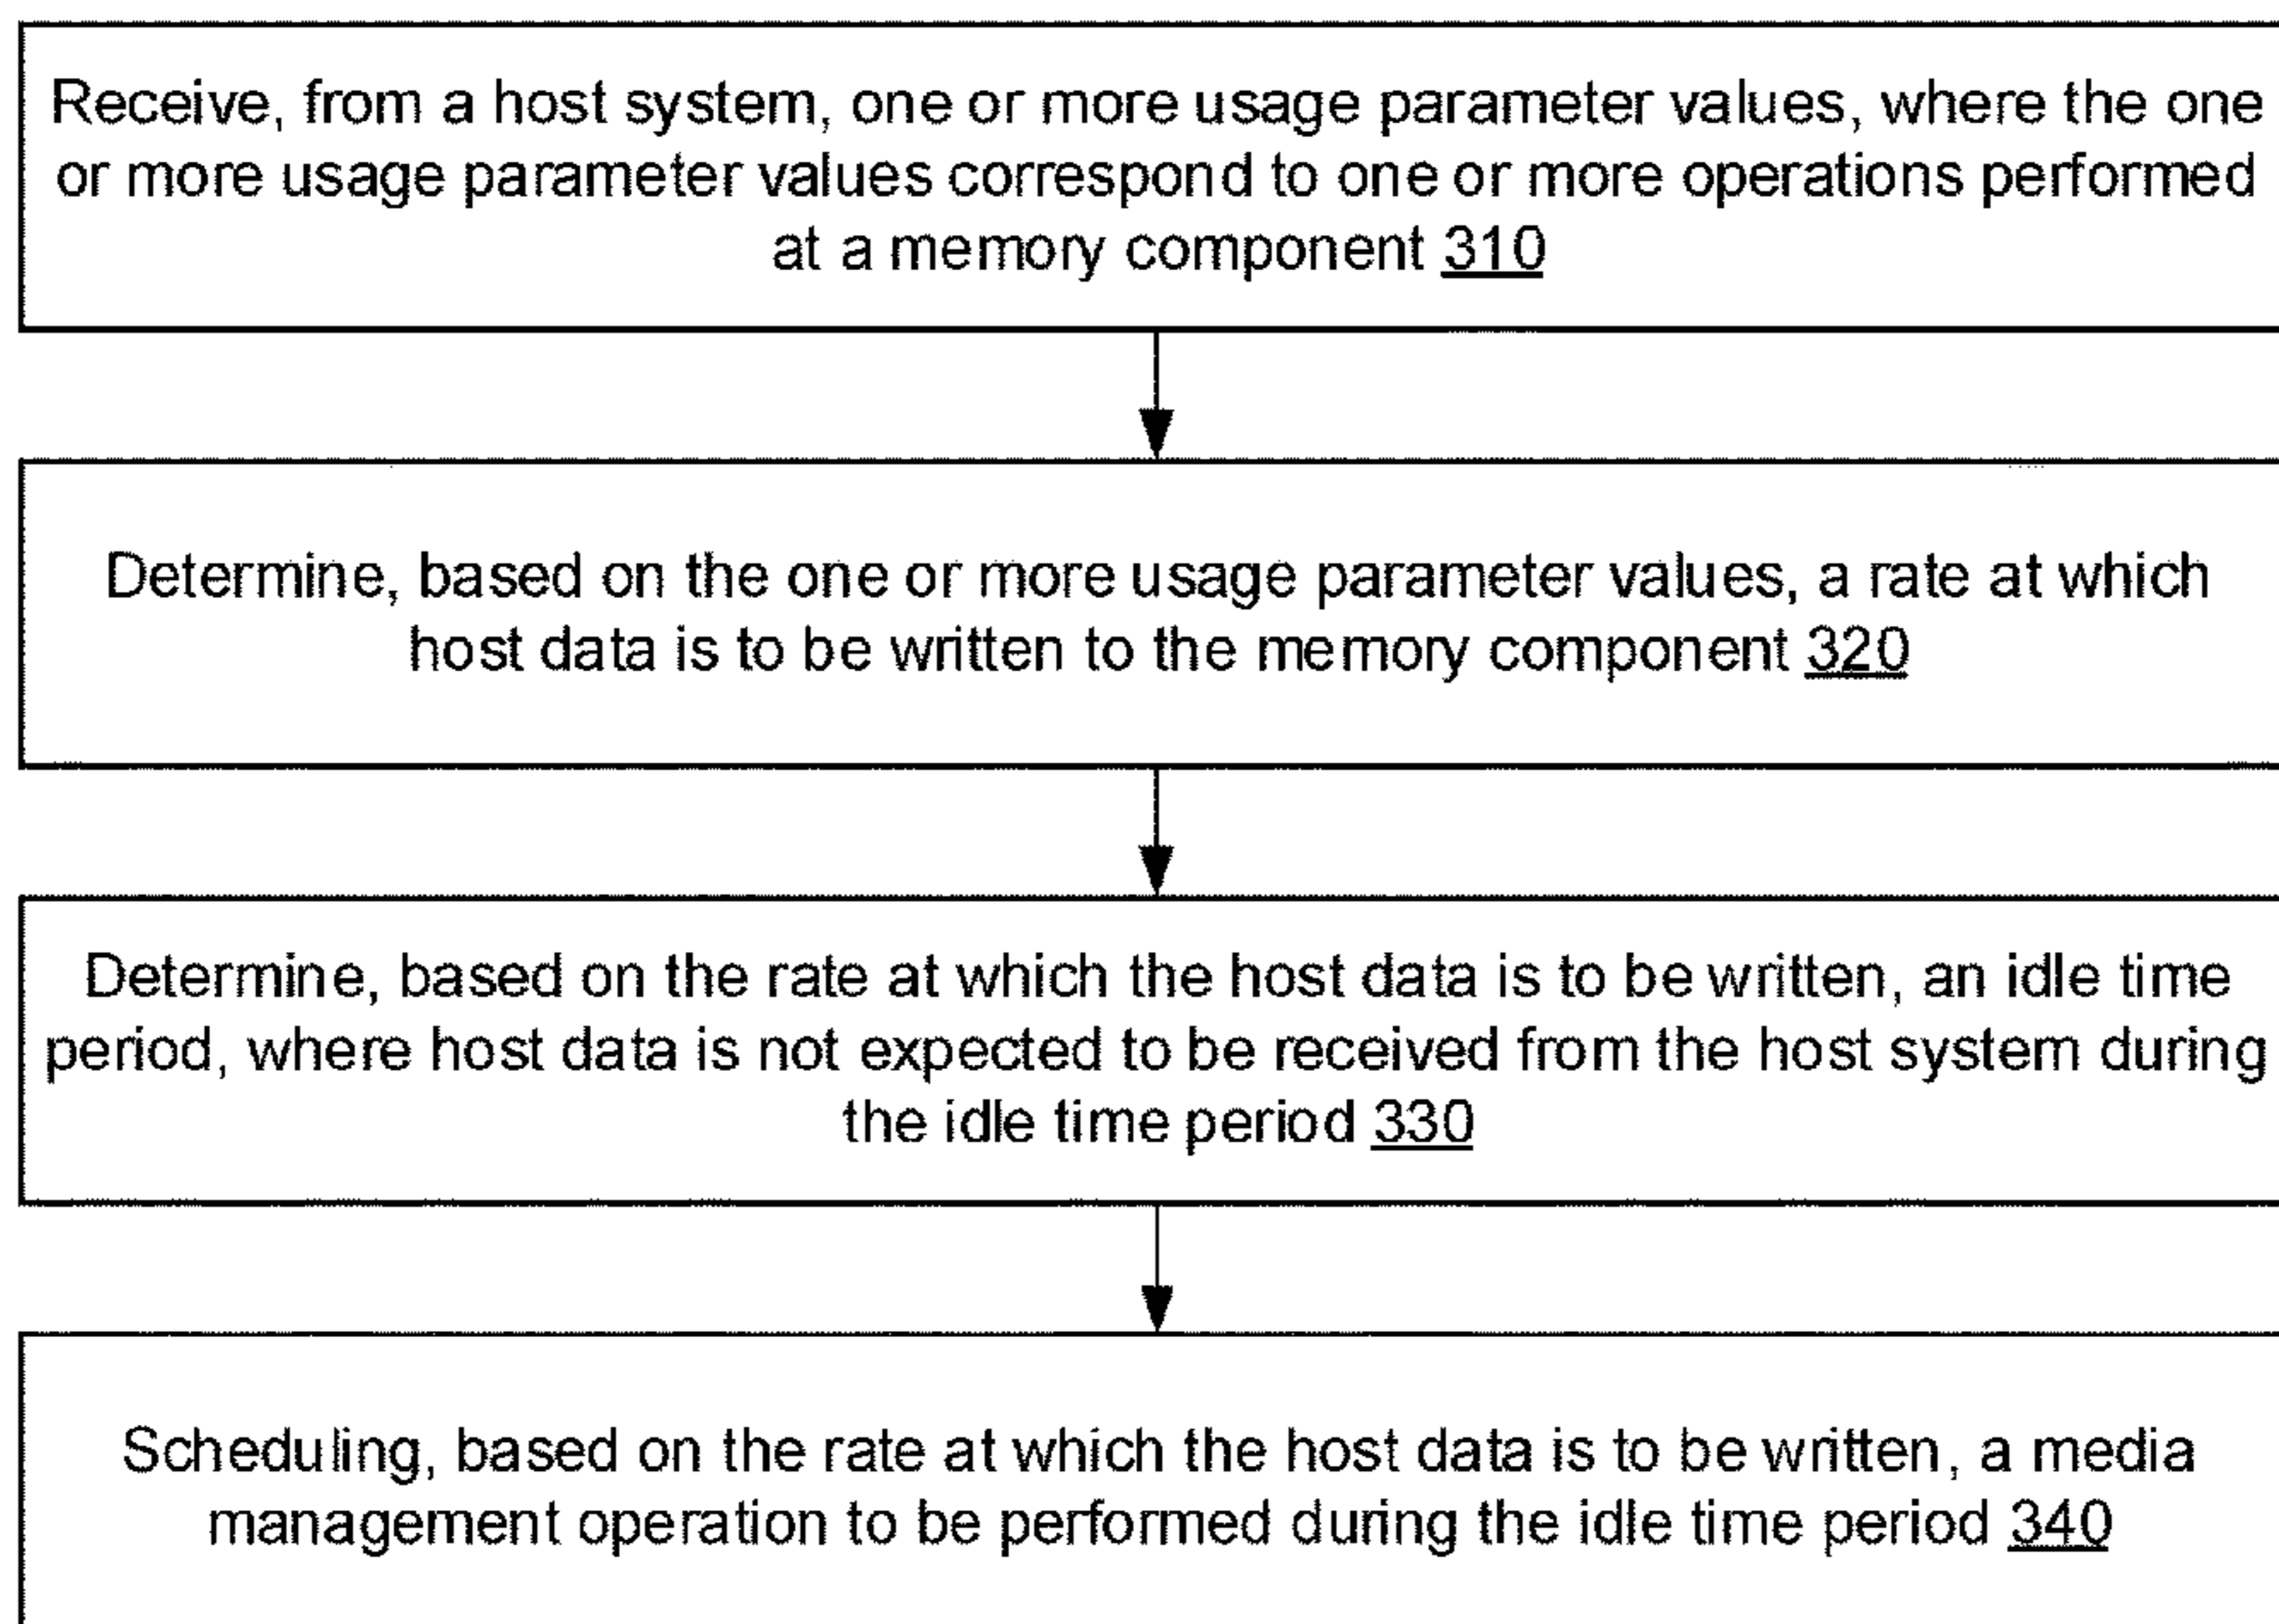 Receive, from a host system, one or more usage parameter values, where the one
or more usage parameter values correspond to one or more operations performed
at a memory component 310
Determine, based on the one or more usage parameter values, a rate at which
host data is to be written to the memory component 320
Determine, based on the rate at which the host data is to be written, an idle time
period, where host data is not expected to be received from the host system during
the idle time period 330
Scheduling, based on the rate at which the host data is to be written, a media
management operation to be performed during the idle time period 340